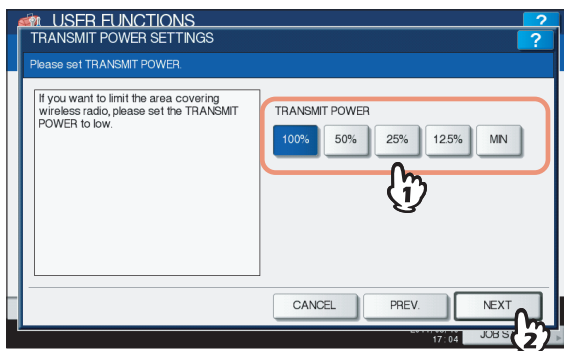 USER FUNCTIONS ?
TRANSMIT POWER SETTINGS ?
Please set TRANSMIT POWER.
If you want to limit the area covering
wireless radio, please set the TRANSMIT
POWER to low.
TRANSMIT POWER
100% 50% 25% 12.5% MIN
1
CANCEL PREV. NEXT
17:04 JOB
2